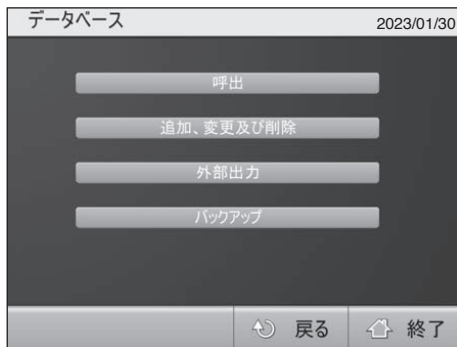 データベース 2023/01/30
呼出
追加、変更及び削除
外部出力
バックアップ
戻る 終了